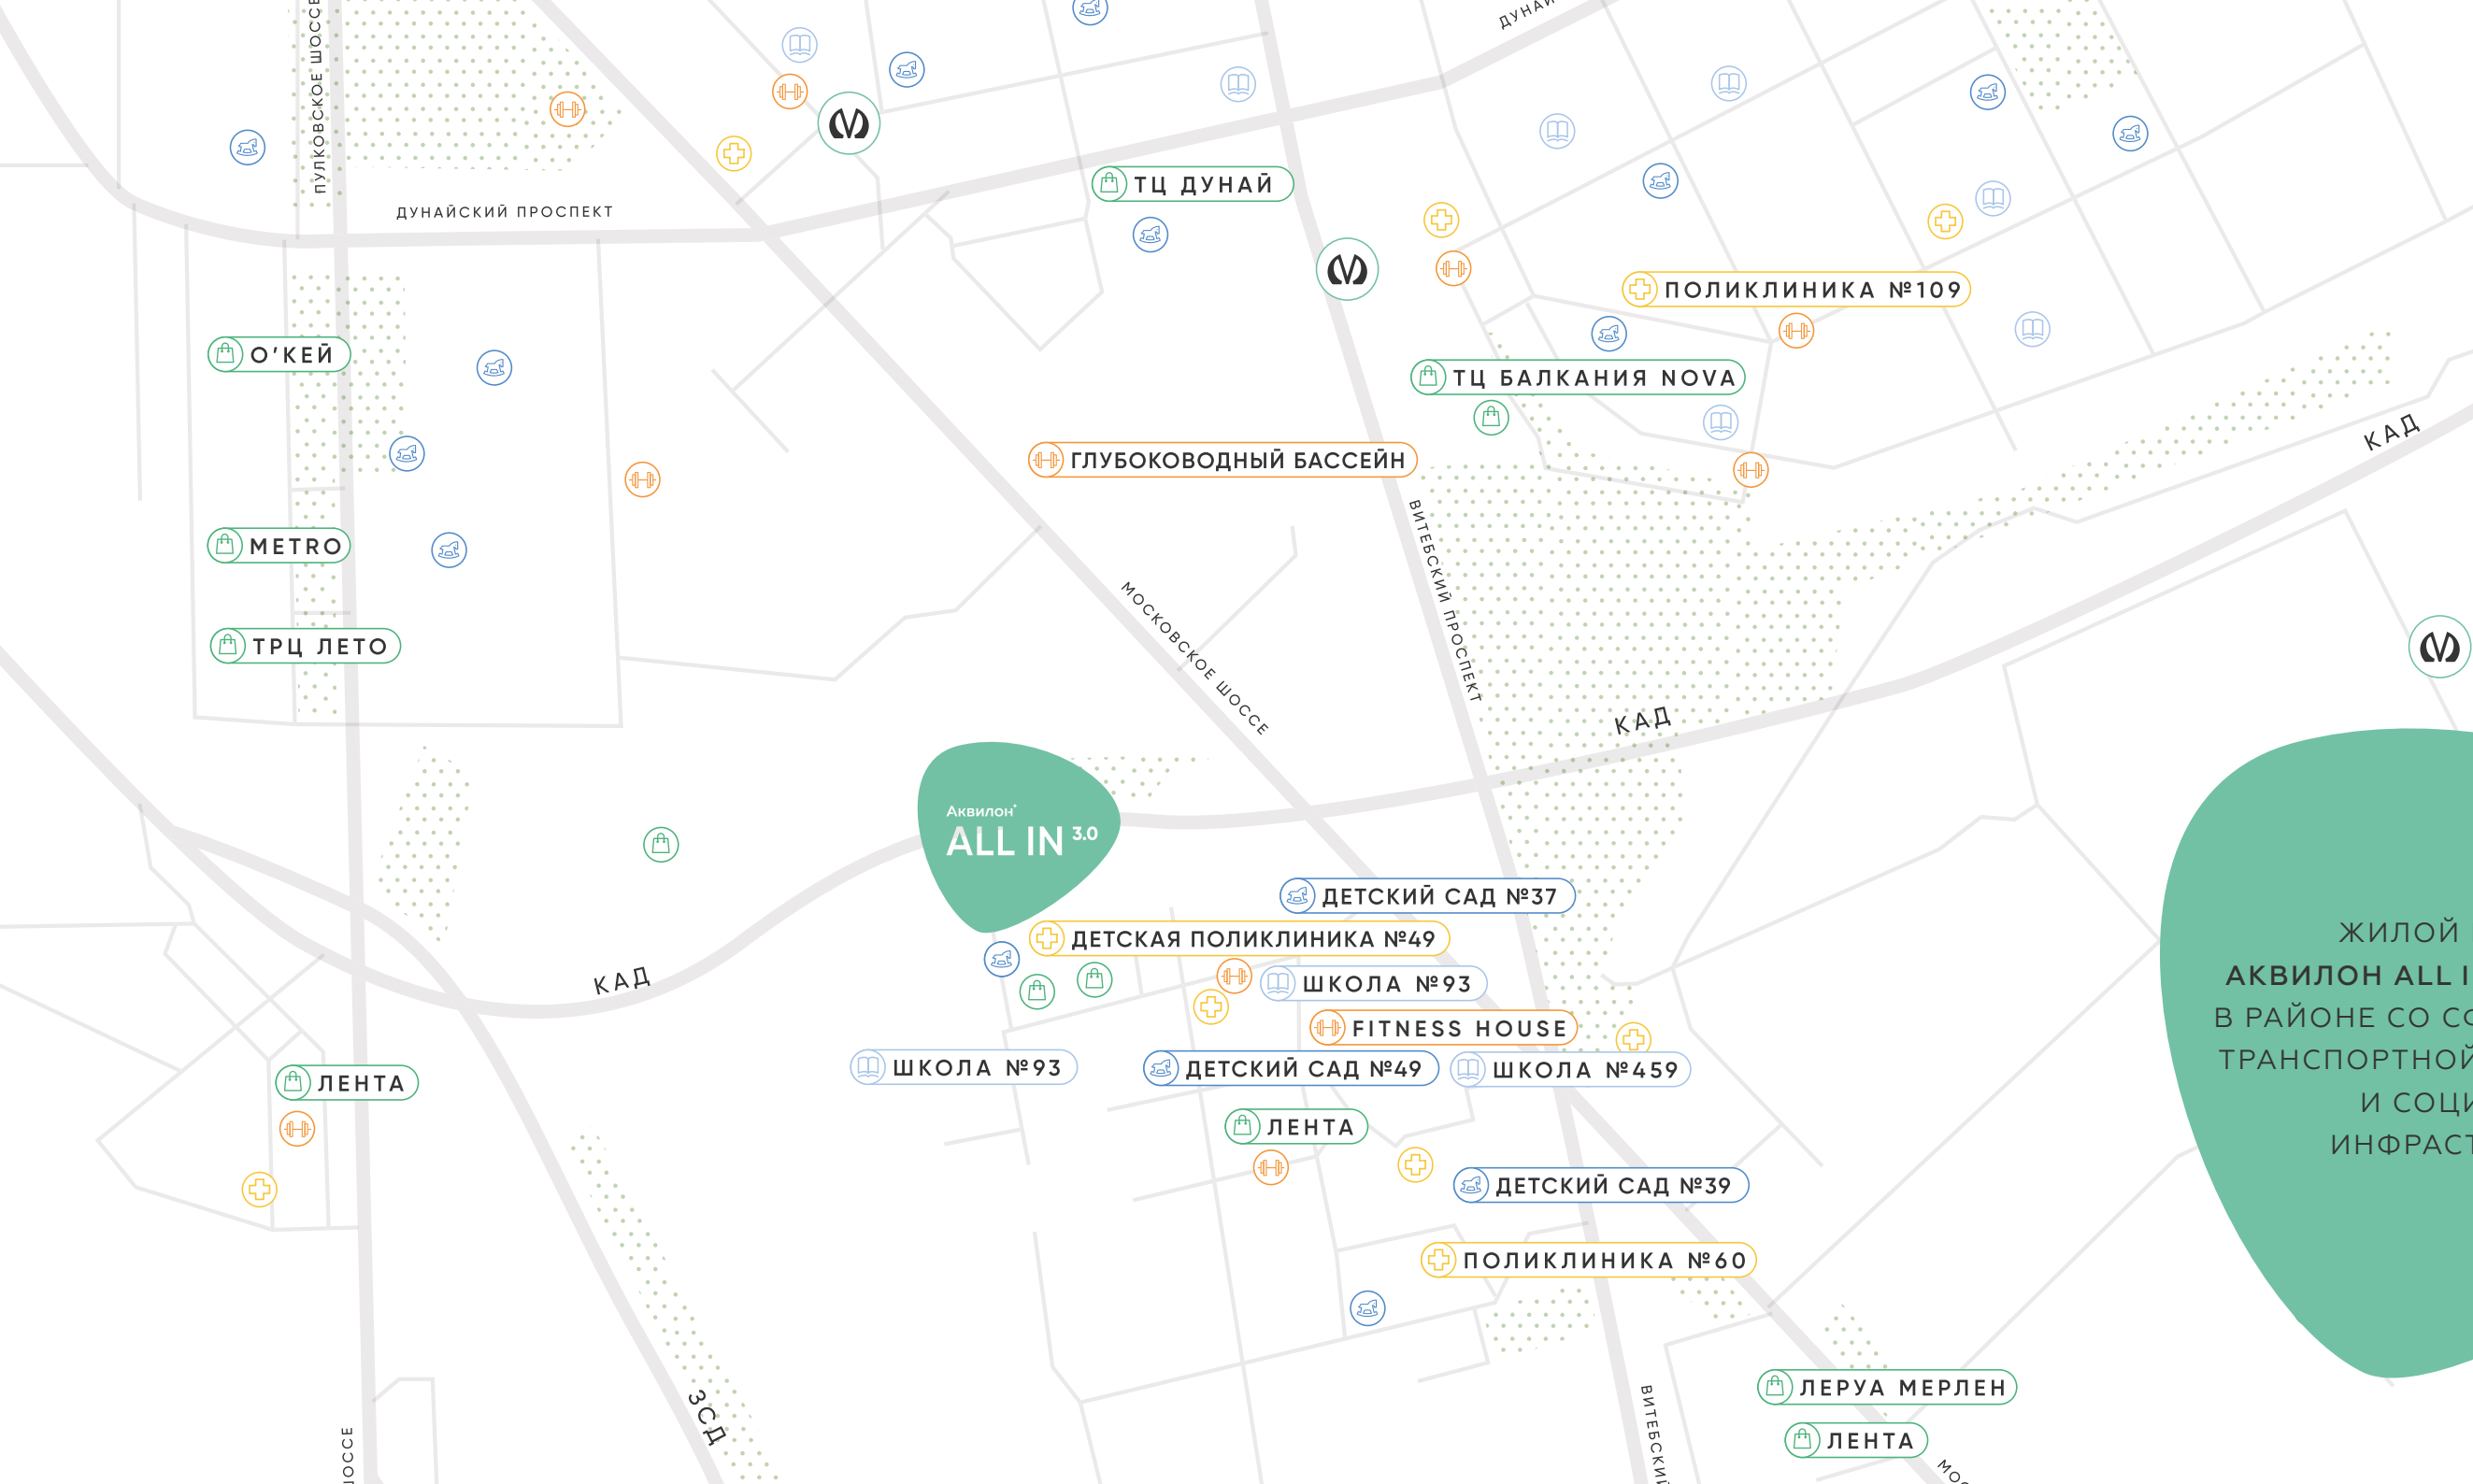 ПУЛКОВСКОЕ ШОССЕ
ДУНАЙСКИЙ ПРОСПЕКТ
ТЦ ДУНАЙ
ПОЛИКЛИНИКА №109
О'КЕЙ
ТЦ БАЛКАНИЯ NOVA
КАД
ГЛУБОКОВОДНЫЙ БАССЕЙН
METRO
ВИТЕБСКИЙ ПРОСПЕКТ
МОСКОВСКОЕ ШОССЕ
ТРЦ ЛЕТО
КАД
Аквилон
ALL IN 3.0
ДЕТСКИЙ САД №37
ДЕТСКАЯ ПОЛИКЛИНИКА №49
КАД
ШКОЛА №93
FITNESS HOUSE
ШКОЛА №93
ДЕТСКИЙ САД №49
ШКОЛА №459
ЛЕНТА
ЛЕНТА
ДЕТСКИЙ САД №39
ПОЛИКЛИНИКА №60
ЖИЛОЙ
АКВИЛОН ALL I
В РАЙОНЕ СО
ТРАНСПОРТНОЙ
И СОЦИ
ИНФРАСТ
ЛЕРУА МЕРЛЕН
ЗСД
ВИТЕБСКИЙ
ЛЕНТА